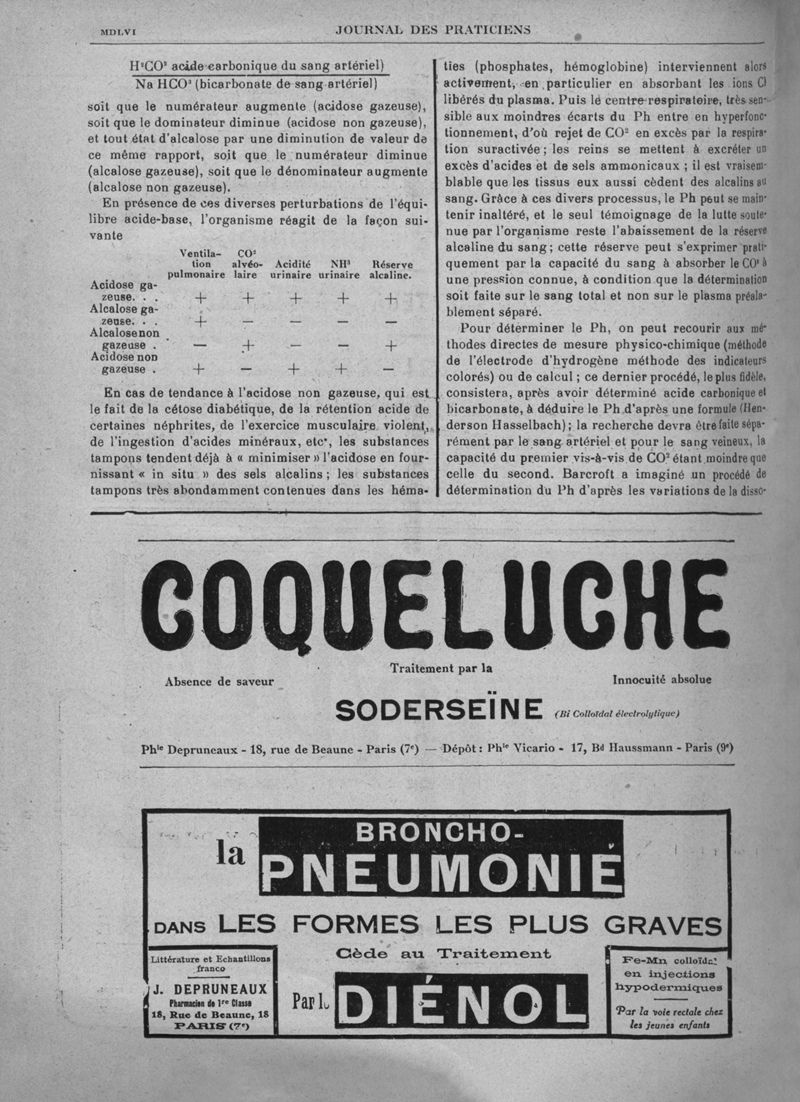 MDLVI
JOURNAL DES PRATICIENS
H²CO³ acide carbonique du sang artériel)
Na HCO³ (bicarbonate de sang artériel)
soit que le numérateur augmente (acidose gazeuse),
soit que le dominateur diminue (acidose non gazeuse),
et tout état d'alcalose par une diminution de valeur de
ce même rapport, soit que le numérateur diminue
(alcalose gazeuse), soit que le dénominateur augmente
(alcalose non gazeuse).
En présence de ces diverses perturbations de l'équi-
libre acide-base, l'organisme réagit de la façon sui-
vante
Ventila- CO²
tion alvéo- Acidité NH³ Réserve
pulmonaire laire urinaire urinaire alcaline.
Acidose ga-
zeuse. . . + + + + +
Alcalose ga-
zeuse. . . + — — — —
Alcalose non
gazeuse . — + — — +
Acidose non
gazeuse . + — + + —
En cas de tendance à l'acidose non gazeuse, qui est
le fait de la cétose diabétique, de la rétention acide de
certaines néphrites, de l'exercice musculaire violent,
de l'ingestion d'acides minéraux, etc., les substances
tampons tendent déjà à « minimiser » l'acidose en four-
nissant « in situ » des sels alcalins ; les substances
tampons très abondamment contenues dans les héma-
ties (phosphates, hémoglobine) interviennent alors
activement, en particulier en absorbant les ions Cl
libérés du plasma. Puis le centre respiratoire, très sen-
sible aux moindres écarts du Ph entre en hyperfonc-
tionnement, d'où rejet de CO² en excès par la respira-
tion suractivée ; les reins se mettent à excréter un
excès d'acides et de sels ammonicaux ; il est vraisem-
blable que les tissus eux aussi cèdent des alcalins au
sang. Grâce à ces divers processus, le Ph peut se main-
tenir inaltéré, et le seul témoignage de la lutte soute-
nue par l'organisme reste l'abaissement de la réserve
alcaline du sang ; cette réserve peut s'exprimer prati-
quement par la capacité du sang à absorber le CO² à
une pression connue, à condition que la détermination
soit faite sur le sang total et non sur le plasma préala-
blement séparé.
Pour déterminer le Ph, on peut recourir aux mé-
thodes directes de mesure physico-chimique (méthode
de l'électrode d'hydrogène méthode des indicateurs
colorés) ou de calcul ; ce dernier procédé, le plus fidèle,
consistera, après avoir déterminé acide carbonique et
bicarbonate, à déduire le Ph d'après une formule (Hen-
derson Hasselbach) ; la recherche devra être faite sépa-
rément par le sang artériel et pour le sang veineux, la
capacité du premier vis-à-vis de CO² étant moindre que
celle du second. Barcroft a imaginé un procédé de
détermination du Ph d'après les variations de la disso-
COQUELUCHE
Traitement par la
Absence de saveur
Innocuité absolue
SODERSEÏNE (Bi Colloïdal électrolytique)
Phie Depruneaux - 18, rue de Beaune - Paris (7e) — Dépôt : Phie Vicario - 17, Bd Haussmann - Paris (9e)
la BRONCHO-
PNEUMONIE
DANS LES FORMES LES PLUS GRAVES
Cède au Traitement
Littérature et Echantillons
franco
J. DEPRUNEAUX
Pharmacien de 1re Classe
18, Rue de Beaune, 18
PARIS (7e)
Par le DIÉNOL
Fe-Mn colloïdal
en injections
hypodermiques
Par la voie rectale chez
les jeunes enfants